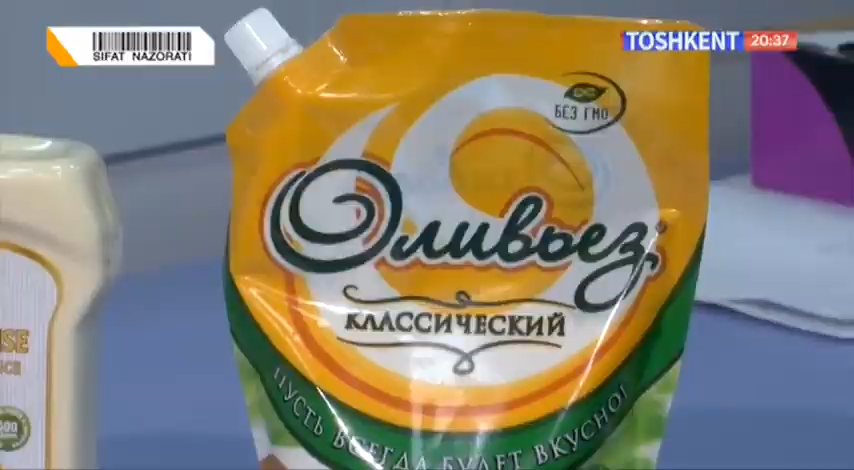 SIFAT NAZORATI
TOSHKENT 20:37
БЕЗ ГМО
Оливьез
КЛАССИЧЕСКИЙ
ПУСТЬ ВСЕГДА БУДЕТ ВКУСНО!